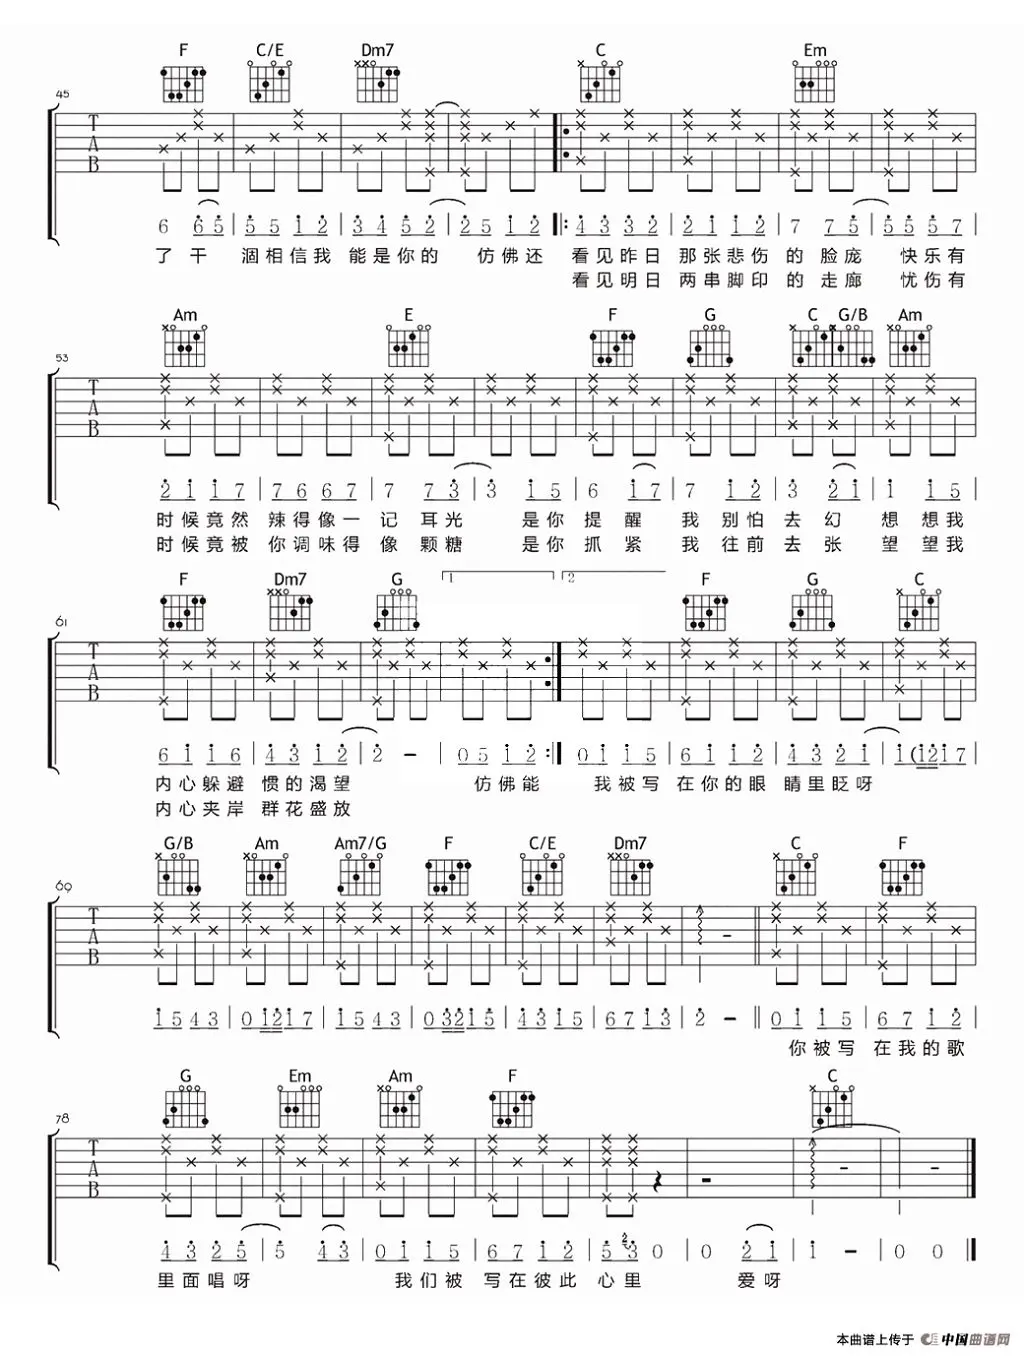 F C/E Dm7 C Em
45
T A B
6 6 5 | 5 5 1 2 | 3 4 5 2 | 2 5 1 2 |: 4 3 3 2 | 2 1 1 2 | 7 7 5 | 5 5 5 7
了 干 涸相信我 能是你的 仿佛还 看见昨日 那张悲伤 的 脸庞 快乐有
看见明日 两串脚印 的 走廊 忧伤有
Am E F G C G/B Am
53
T A B
2 1 1 7 | 7 6 6 7 | 7 7 3 | 3 1 5 | 6 1 7 | 7 1 2 | 3 2 1 | 1 1 5
时候竟然 辣得像一 记 耳光 是你 提 醒 我 别怕 去 幻 想 想我
时候竟被 你调味得 像 颗糖 是你 抓 紧 我 往前 去 张 望 望我
F Dm7 G 1 2 F G C
61
T A B
6 1 1 6 | 4 3 1 2 | 2 - | 0 5 1 2 :| 0 1 1 5 | 6 1 1 2 | 4 3 2 1 | 1(1 2 1 7
内心躲避 惯的渴望 仿佛能 我被写 在你的眼 睛里眨呀
内心夹岸 群花盛放
G/B Am Am7/G F C/E Dm7 C F
69
T A B
1 5 4 3 | 0 1 2 1 7 | 1 5 4 3 | 0 3 2 1 5 | 4 3 1 5 | 6 7 1 3 | 2 - || 0 1 1 5 | 6 7 1 2
你被写 在我的歌
G Em Am F C
78
T A B
4 3 2 5 | 5 4 3 | 0 1 1 5 | 6 7 1 2 | 5 2 3 0 | 0 2 1 | 1 - | 0 0
里面唱呀 我们被 写在彼此 心里 爱呀
本曲谱上传于 中国曲谱网